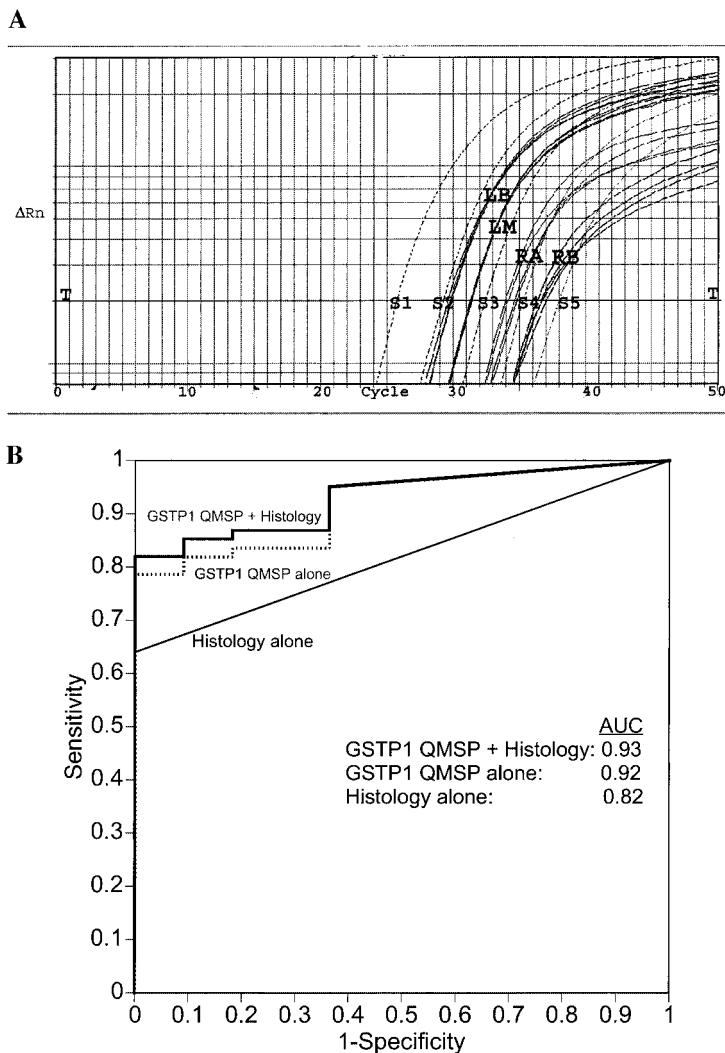 A
ΔRn
LB
LM
RA RB
T S1 S2 S3 S4 S5 T
0 10 20 Cycle 30 40 50
B
1
GSTP1 QMSP + Histology
0.9
0.8
GSTP1 QMSP alone
0.7
Histology alone
0.6
Sensitivity
0.5
AUC
GSTP1 QMSP + Histology: 0.93
GSTP1 QMSP alone: 0.92
Histology alone: 0.82
0.4
0.3
0.2
0.1
0
0 0.1 0.2 0.3 0.4 0.5 0.6 0.7 0.8 0.9 1
1-Specificity